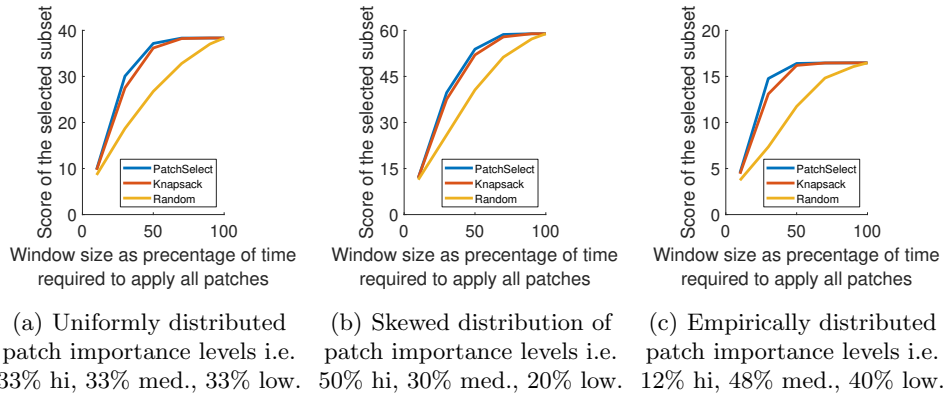 Score of the selected subset
40
30
20
10
0
PatchSelect
Knapsack
Random
0
50
100
Window size as precentage of time
required to apply all patches
(a) Uniformly distributed
patch importance levels i.e.
33% hi, 33% med., 33% low.
Score of the selected subset
60
45
30
15
0
PatchSelect
Knapsack
Random
0
50
100
Window size as precentage of time
required to apply all patches
(b) Skewed distribution of
patch importance levels i.e.
50% hi, 30% med., 20% low.
Score of the selected subset
20
15
10
5
0
PatchSelect
Knapsack
Random
0
50
100
Window size as precentage of time
required to apply all patches
(c) Empirically distributed
patch importance levels i.e.
12% hi, 48% med., 40% low.